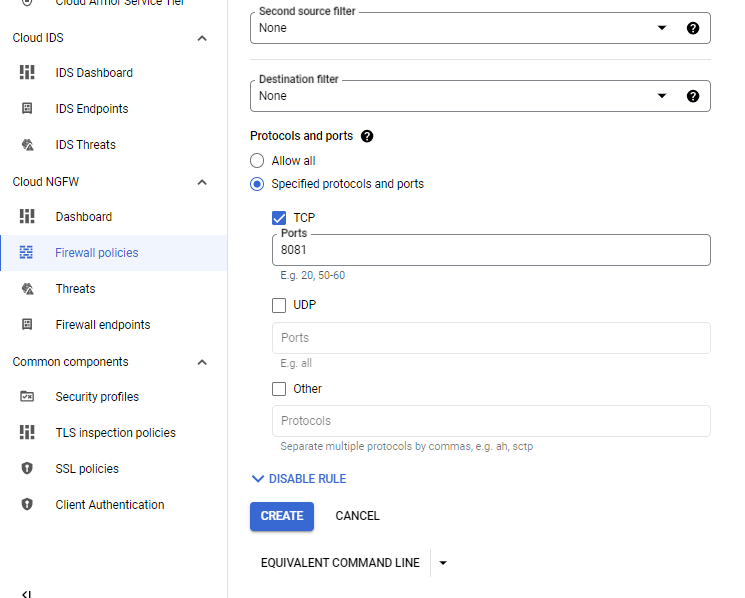 Cloud Armor Service Tier
Cloud IDS
IDS Dashboard
IDS Endpoints
IDS Threats
Cloud NGFW
Dashboard
Firewall policies
Threats
Firewall endpoints
Common components
Security profiles
TLS inspection policies
SSL policies
Client Authentication
Second source filter
None
Destination filter
None
Protocols and ports
Allow all
Specified protocols and ports
TCP
Ports
8081
E.g. 20, 50-60
UDP
Ports
E.g. all
Other
Protocols
Separate multiple protocols by commas, e.g. ah, sctp
DISABLE RULE
CREATE CANCEL
EQUIVALENT COMMAND LINE